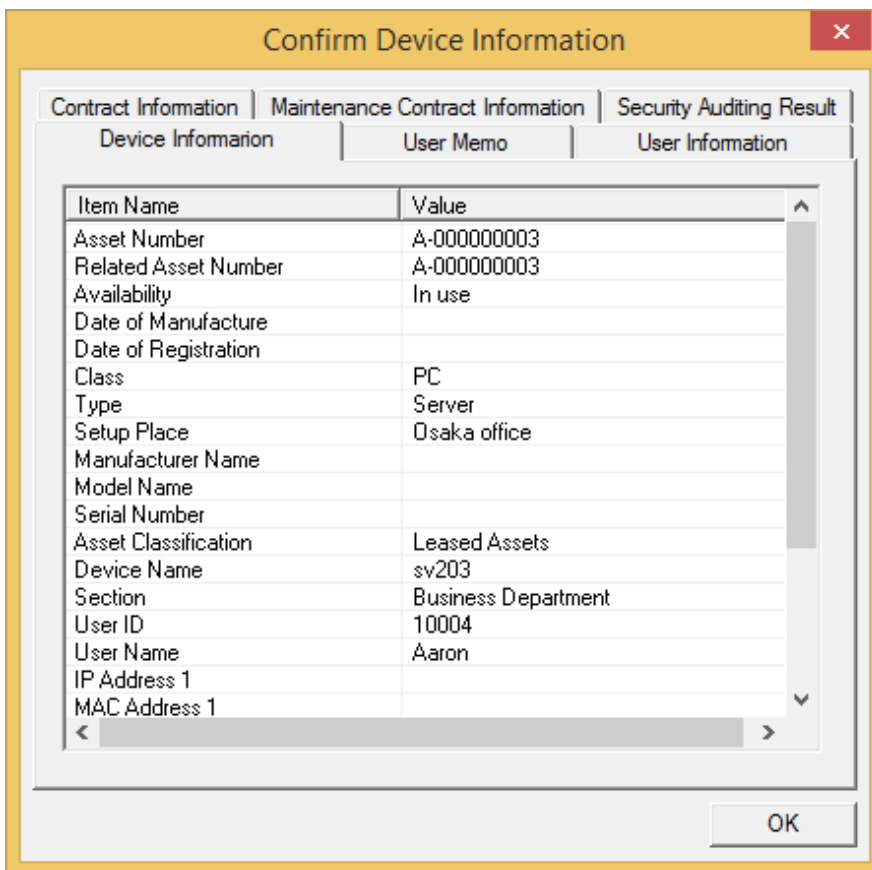 Confirm Device Information
Contract Information Maintenance Contract Information Security Auditing Result
Device Informarion User Memo User Information
Item Name Value
Asset Number A-000000003
Related Asset Number A-000000003
Availability In use
Date of Manufacture
Date of Registration
Class PC
Type Server
Setup Place Osaka office
Manufacturer Name
Model Name
Serial Number
Asset Classification Leased Assets
Device Name sv203
Section Business Department
User ID 10004
User Name Aaron
IP Address 1
MAC Address 1
OK